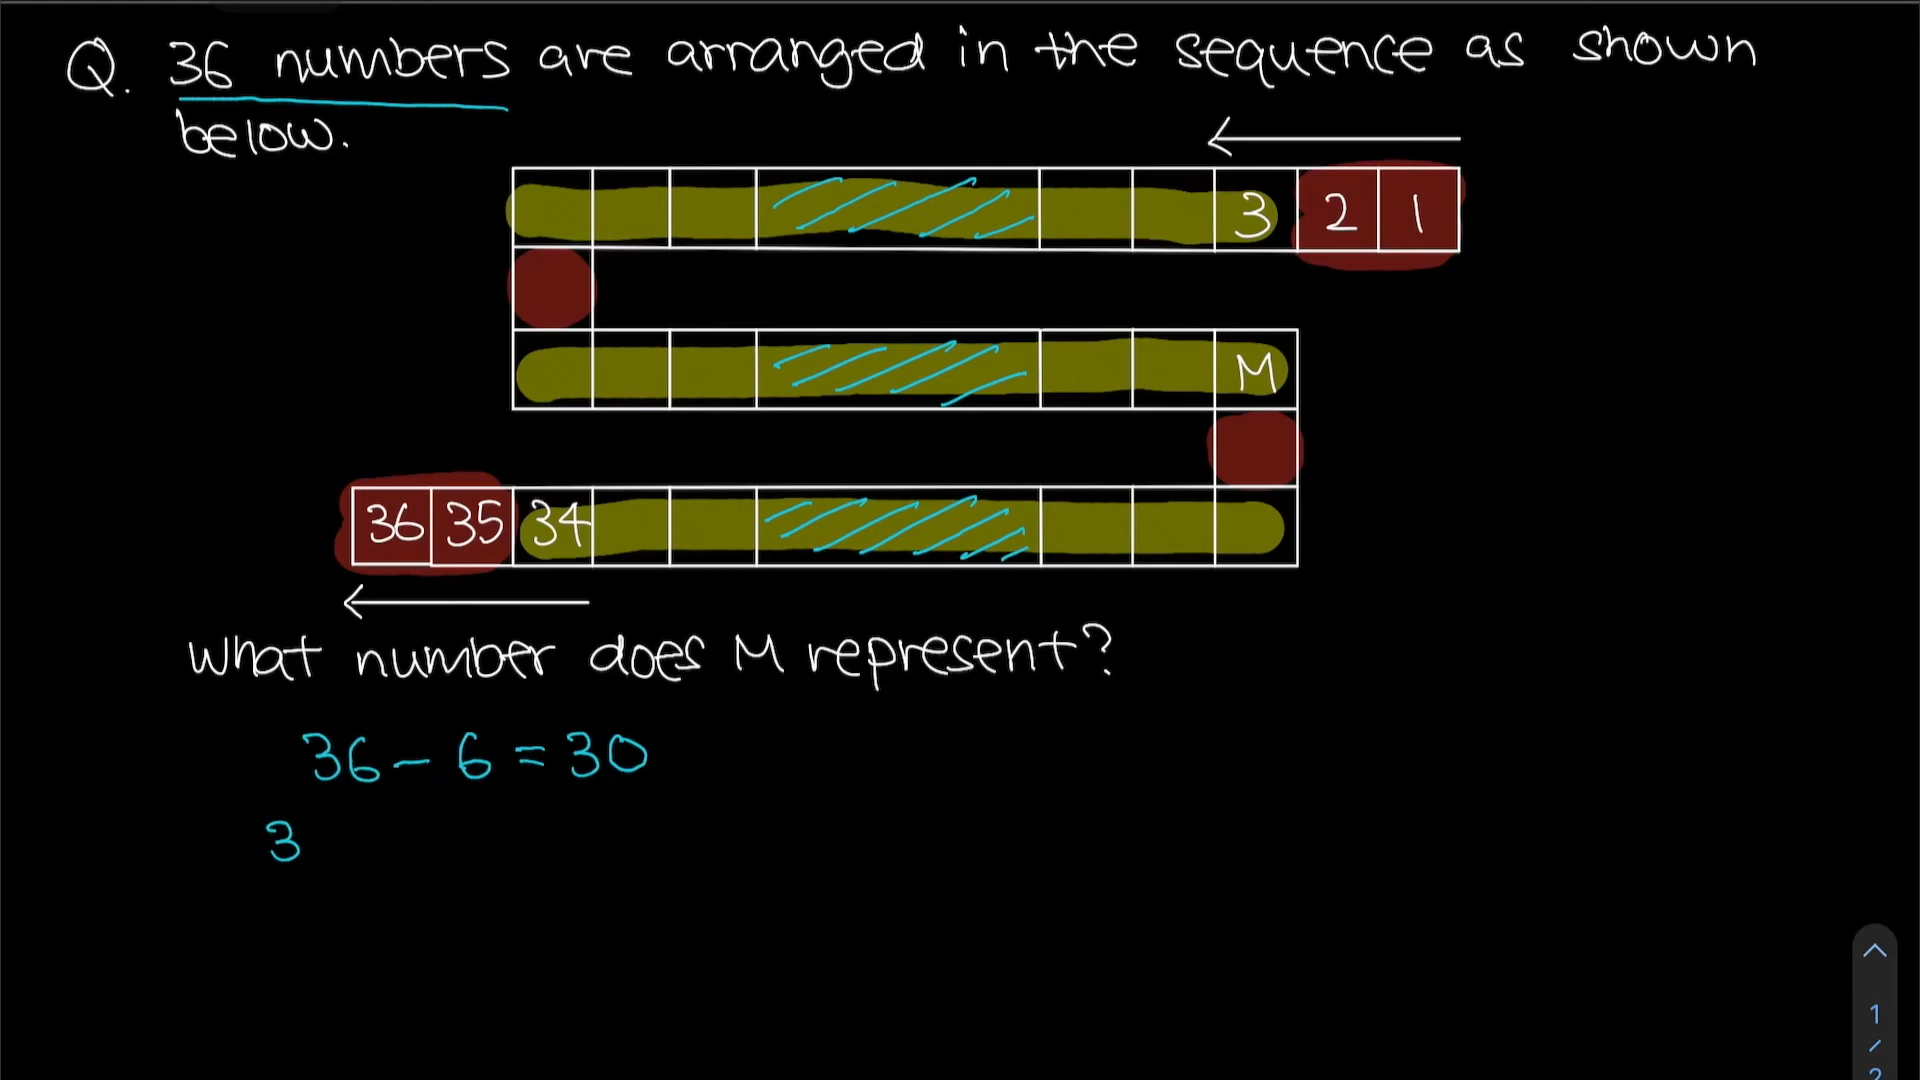 Q. 36 numbers are arranged in the sequence as shown
below.
3 2 1
M
36 35 34
What number does M represent?
36 - 6 = 30
3
1
/
2